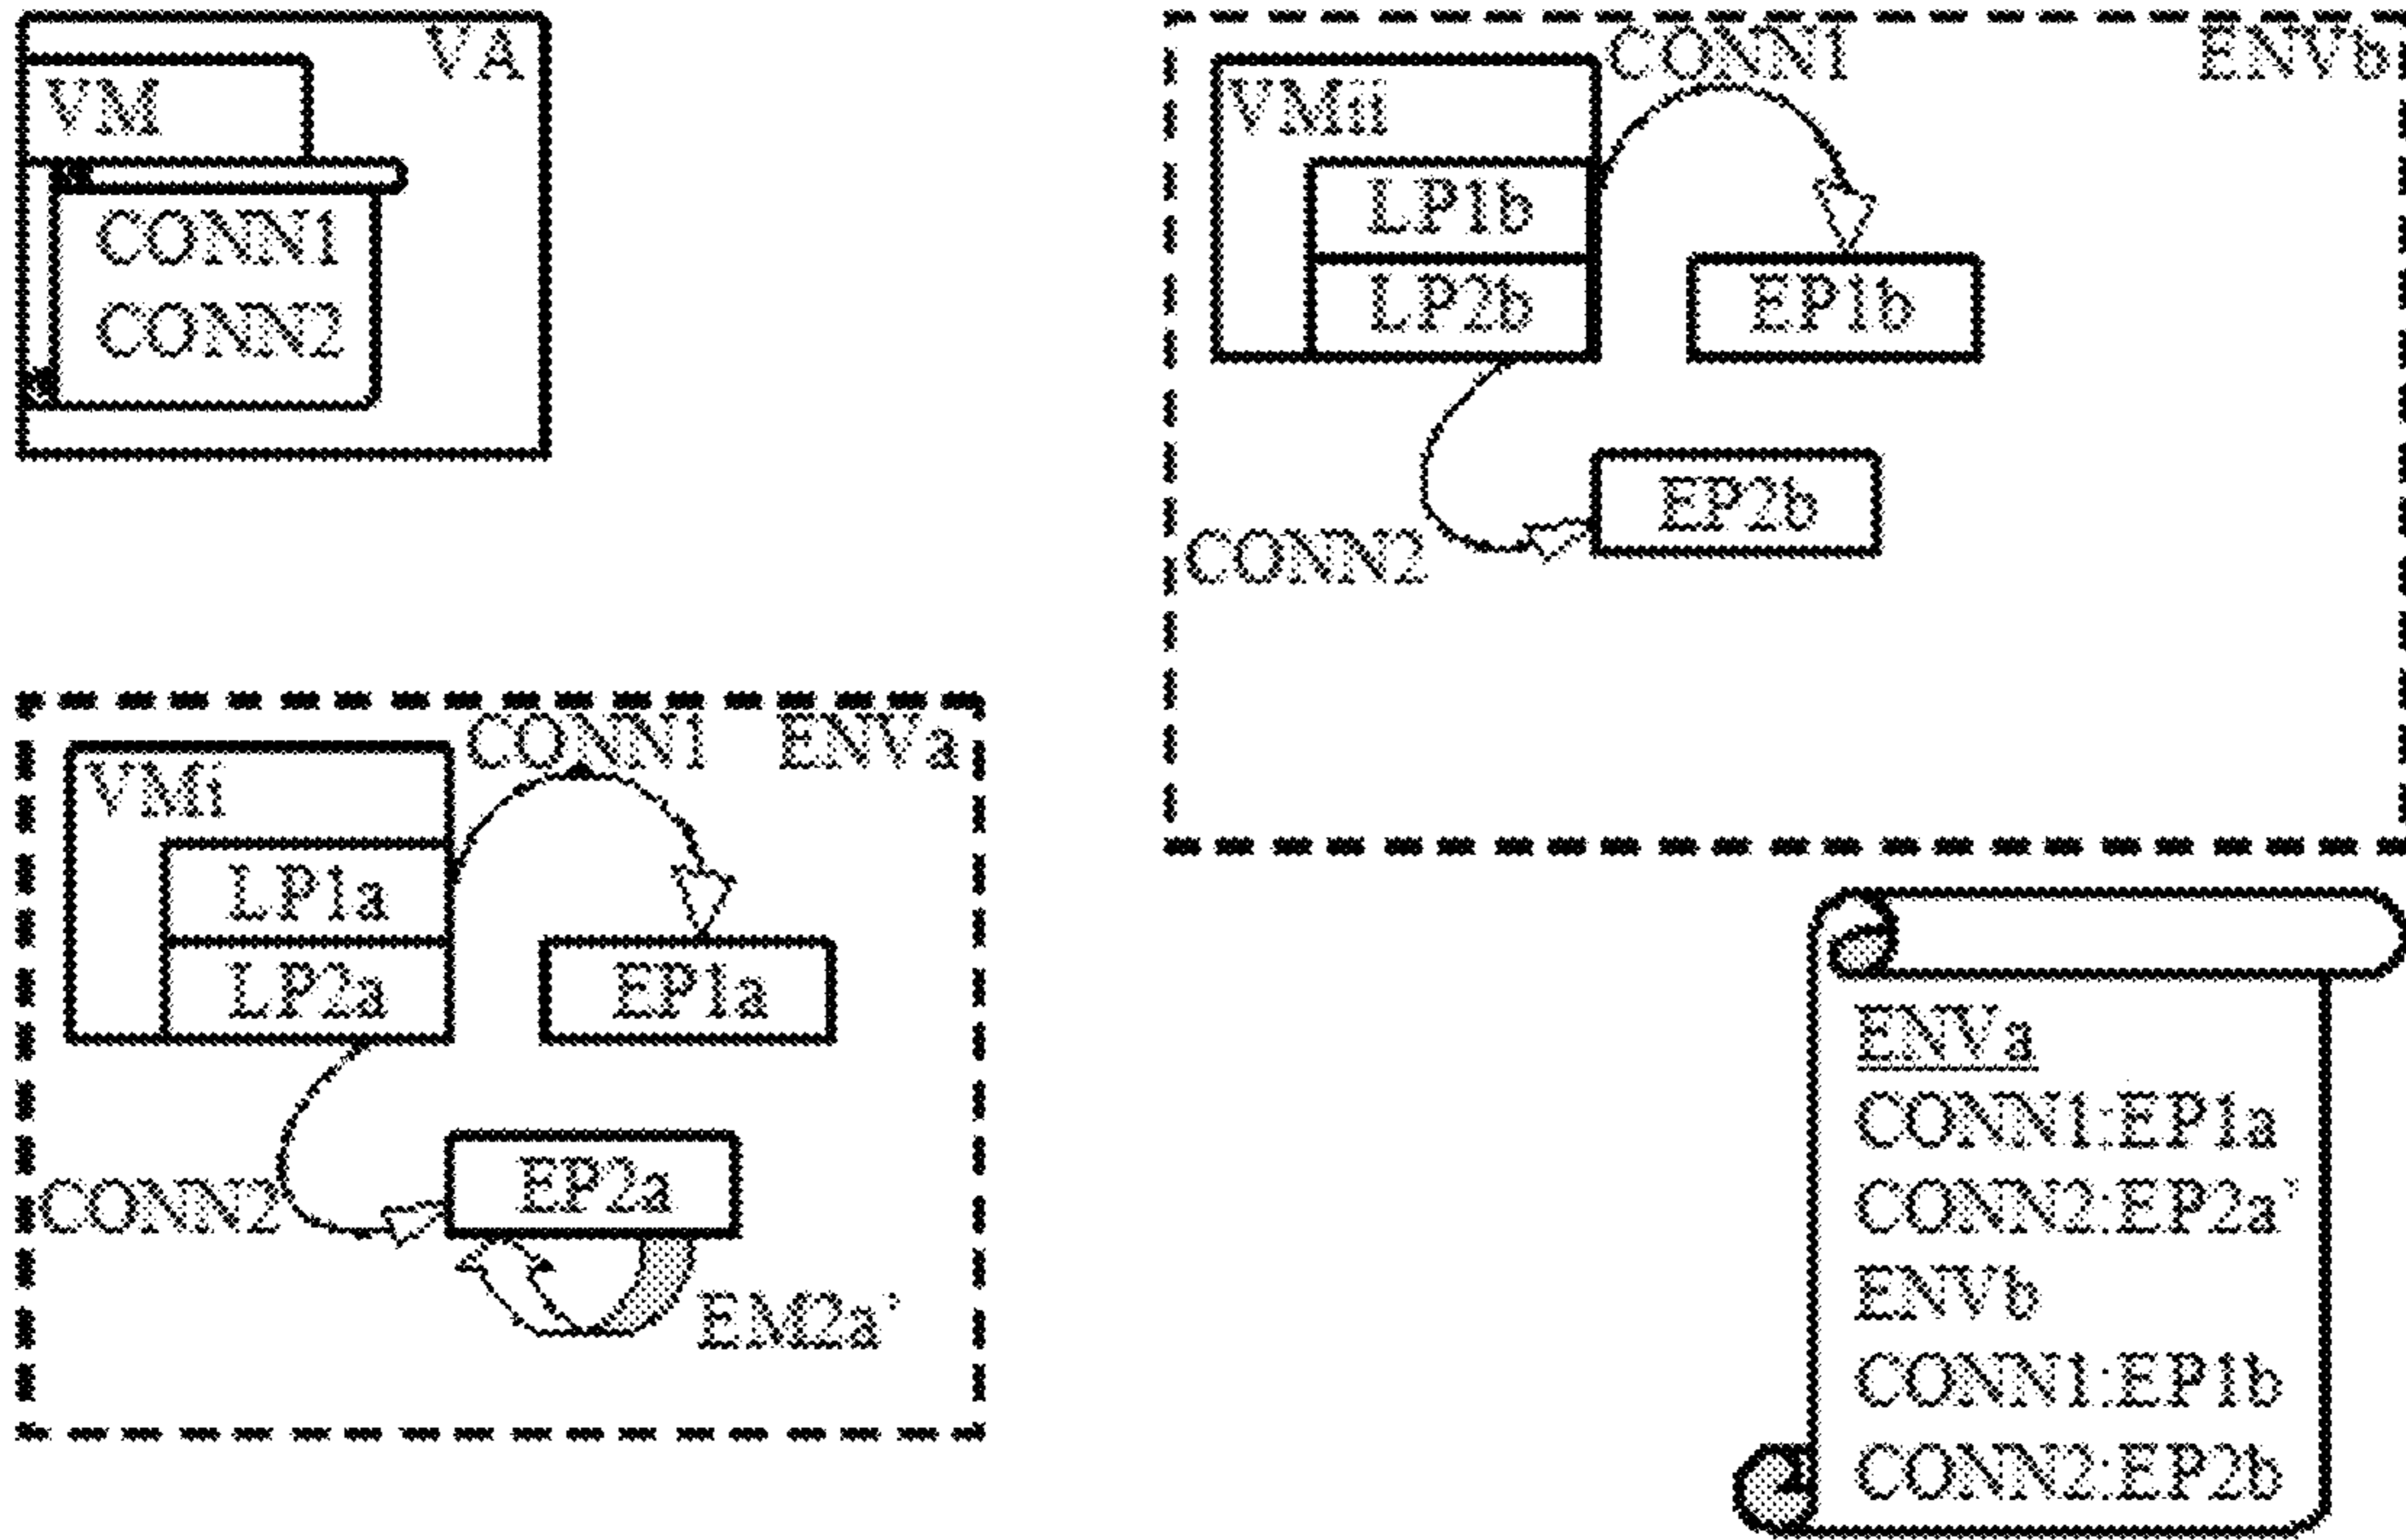 VA
VM
CONN1
CONN2
CONN1
ENVb
VMii
LP1b
LP2b
EP1b
EP2b
CONN2
CONN1
ENVa
VMi
LP1a
LP2a
EP1a
EP2a
CONN2
EM2a'
ENVa
CONN1:EP1a
CONN2:EP2a'
ENVb
CONN1:EP1b
CONN2:EP2b